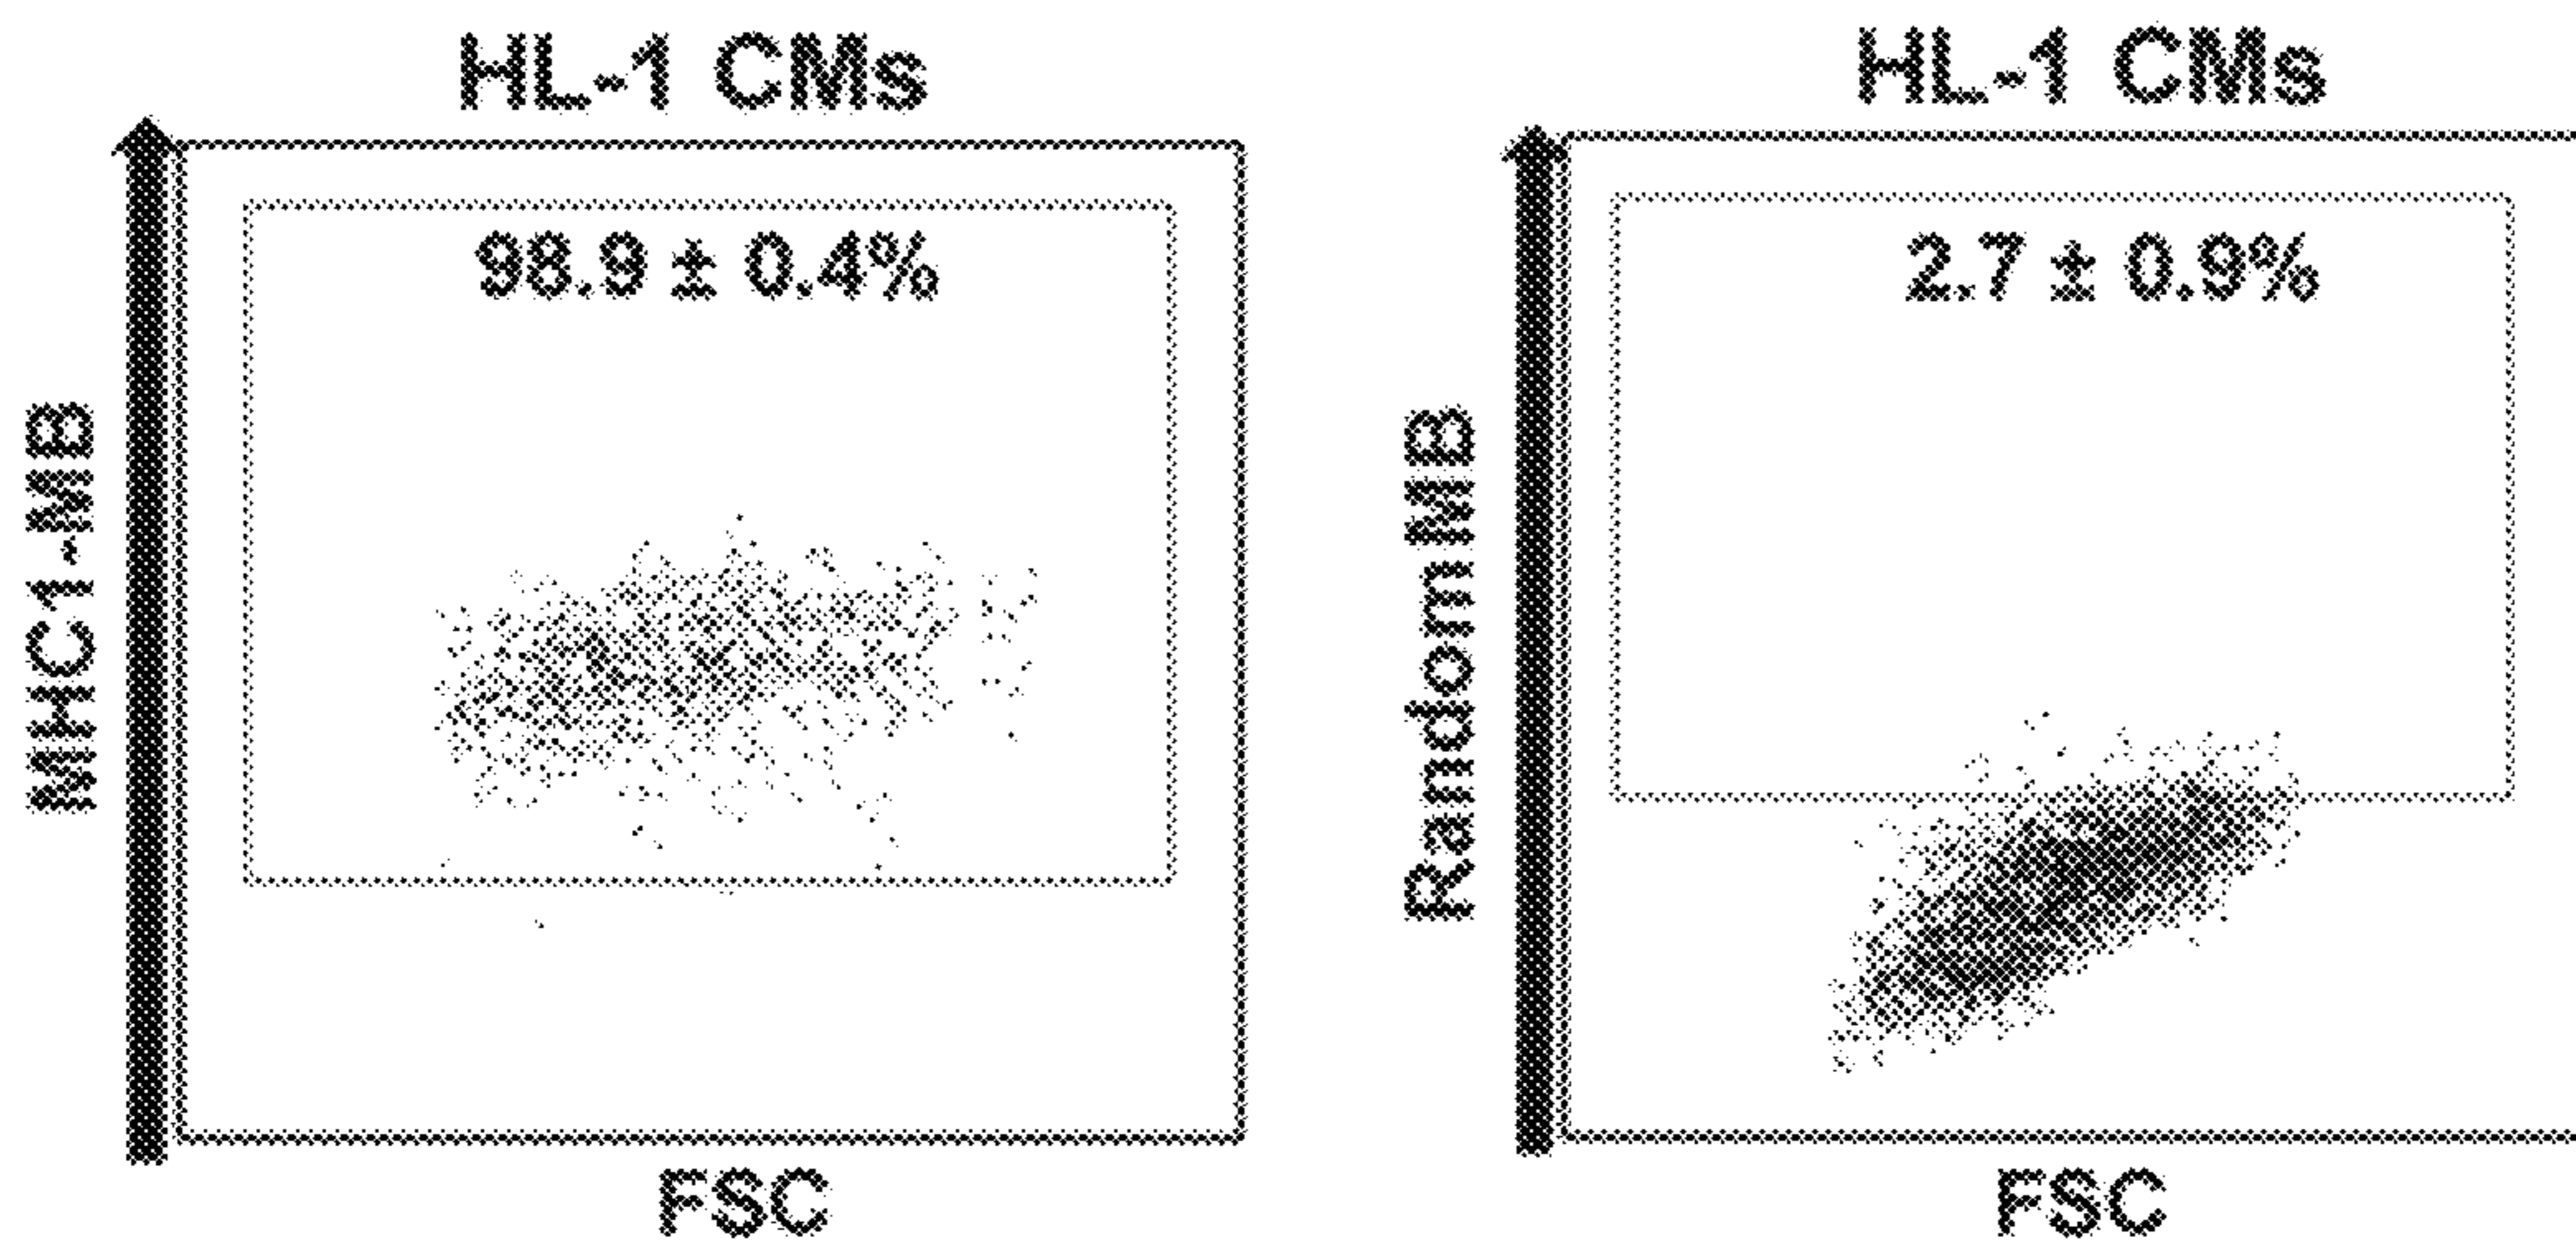 HL-1 CMs
98.9 ± 0.4%
MHC1-MB
FSC
HL-1 CMs
2.7 ± 0.9%
Random MB
FSC